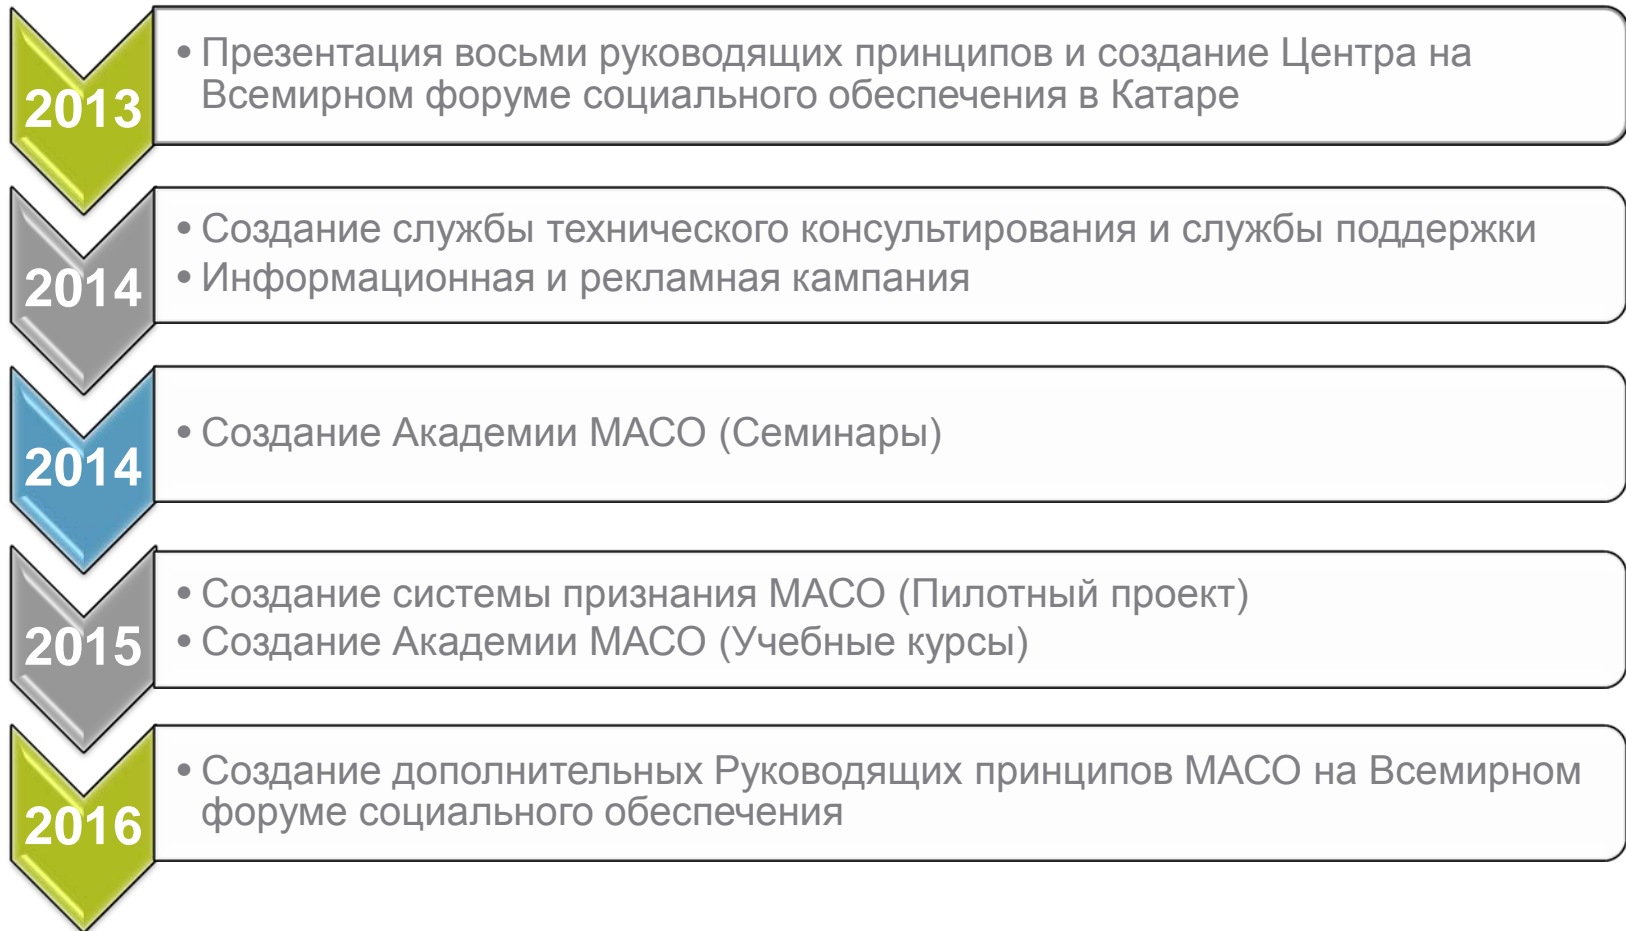 2013
• Презентация восьми руководящих принципов и создание Центра на
Всемирном форуме социального обеспечения в Катаре
2014
• Создание службы технического консультирования и службы поддержки
• Информационная и рекламная кампания
2014
• Создание Академии МАСО (Семинары)
2015
• Создание системы признания МАСО (Пилотный проект)
• Создание Академии МАСО (Учебные курсы)
2016
• Создание дополнительных Руководящих принципов МАСО на Всемирном
форуме социального обеспечения